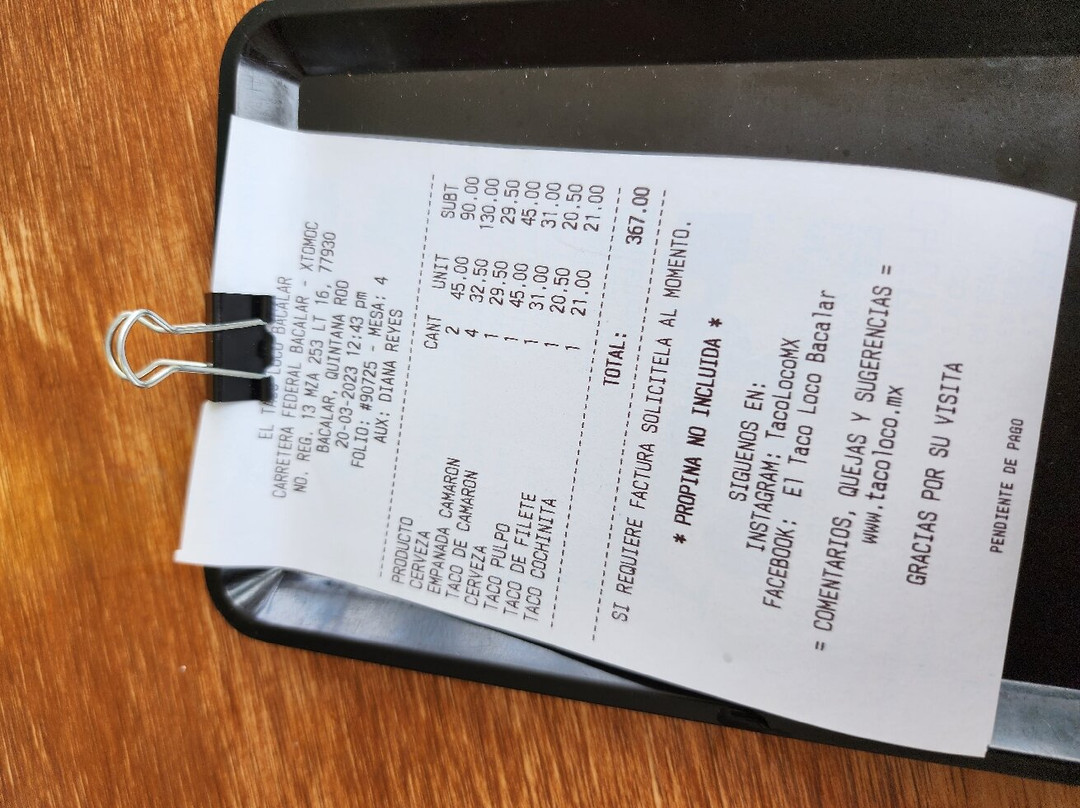 EL TACO LOCO BACALAR
CARRETERA FEDERAL BACALAR - XTOMOC
NO. REG. 13 MZA 253 LT 16, 77930
BACALAR, QUINTANA ROO
20-03-2023 12:43 pm
FOLIO: #90725 - MESA: 4
AUX: DIANA REYES
PRODUCTO CANT UNIT SUBT
CERVEZA 2 45.00 90.00
EMPANADA CAMARON 4 32.50 130.00
TACO DE CAMARON 1 29.50 29.50
CERVEZA 1 45.00 45.00
TACO PULPO 1 31.00 31.00
TACO DE FILETE 1 20.50 20.50
TACO COCHINITA 1 21.00 21.00
TOTAL: 367.00
SI REQUIERE FACTURA SOLICITELA AL MOMENTO.
* PROPINA NO INCLUIDA *
SIGUENOS EN:
INSTAGRAM: TacoLocoMX
FACEBOOK: El Taco Loco Bacalar
= COMENTARIOS, QUEJAS Y SUGERENCIAS =
www.tacoloco.mx
GRACIAS POR SU VISITA
PENDIENTE DE PAGO